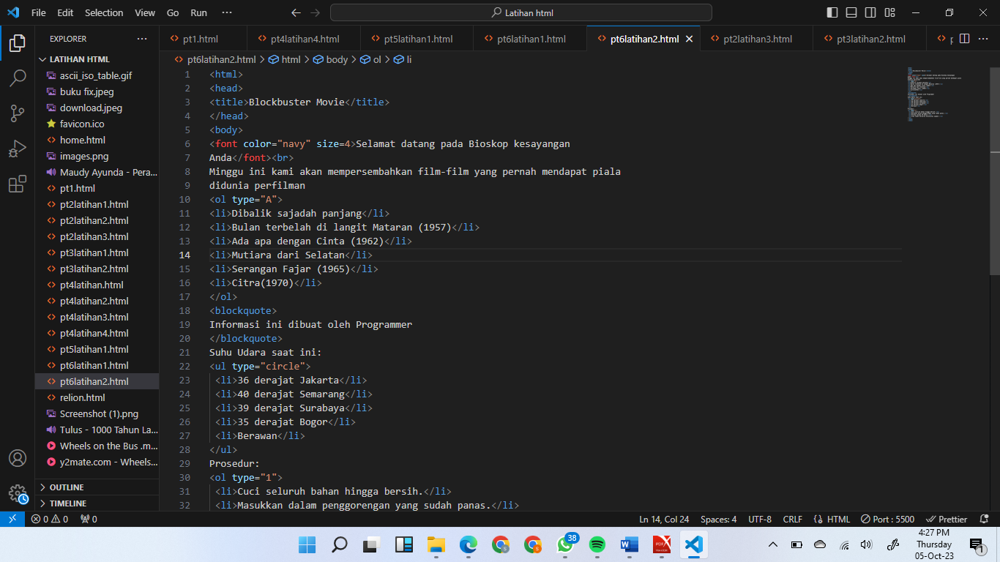 File Edit Selection View Go Run ··· Latihan html
EXPLORER ···
LATIHAN HTML
ascii_iso_table.gif
buku fix.jpeg
download.jpeg
favicon.ico
home.html
images.png
Maudy Ayunda - Pera...
pt1.html
pt2latihan1.html
pt2latihan2.html
pt2latihan3.html
pt3latihan1.html
pt3latihan2.html
pt4latihan.html
pt4latihan2.html
pt4latihan3.html
pt4latihan4.html
pt5latihan1.html
pt6latihan1.html
pt6latihan2.html
relion.html
Screenshot (1).png
Tulus - 1000 Tahun La...
Wheels on the Bus .m...
y2mate.com - Wheels...
OUTLINE
TIMELINE
pt1.html pt4latihan4.html pt5latihan1.html pt6latihan1.html pt6latihan2.html pt2latihan3.html pt3latihan2.html
pt6latihan2.html > html > body > ol > li
1 <html>
2 <head>
3 <title>Blockbuster Movie</title>
4 </head>
5 <body>
6 <font color="navy" size=4>Selamat datang pada Bioskop kesayangan
7 Anda</font><br>
8 Minggu ini kami akan mempersembahkan film-film yang pernah mendapat piala
9 didunia perfilman
10 <ol type="A">
11 <li>Dibalik sajadah panjang</li>
12 <li>Bulan terbelah di langit Mataran (1957)</li>
13 <li>Ada apa dengan Cinta (1962)</li>
14 <li>Mutiara dari Selatan</li>
15 <li>Serangan Fajar (1965)</li>
16 <li>Citra(1970)</li>
17 </ol>
18 <blockquote>
19 Informasi ini dibuat oleh Programmer
20 </blockquote>
21 Suhu Udara saat ini:
22 <ul type="circle">
23 <li>36 derajat Jakarta</li>
24 <li>40 derajat Semarang</li>
25 <li>39 derajat Surabaya</li>
26 <li>35 derajat Bogor</li>
27 <li>Berawan</li>
28 </ul>
29 Prosedur:
30 <ol type="1">
31 <li>Cuci seluruh bahan hingga bersih.</li>
32 <li>Masukkan dalam penggorengan yang sudah panas.</li>
0 0 0 Ln 14, Col 24 Spaces: 4 UTF-8 CRLF HTML Port : 5500 Prettier
38
PDF
4:27 PM
Thursday
05-Oct-23
1